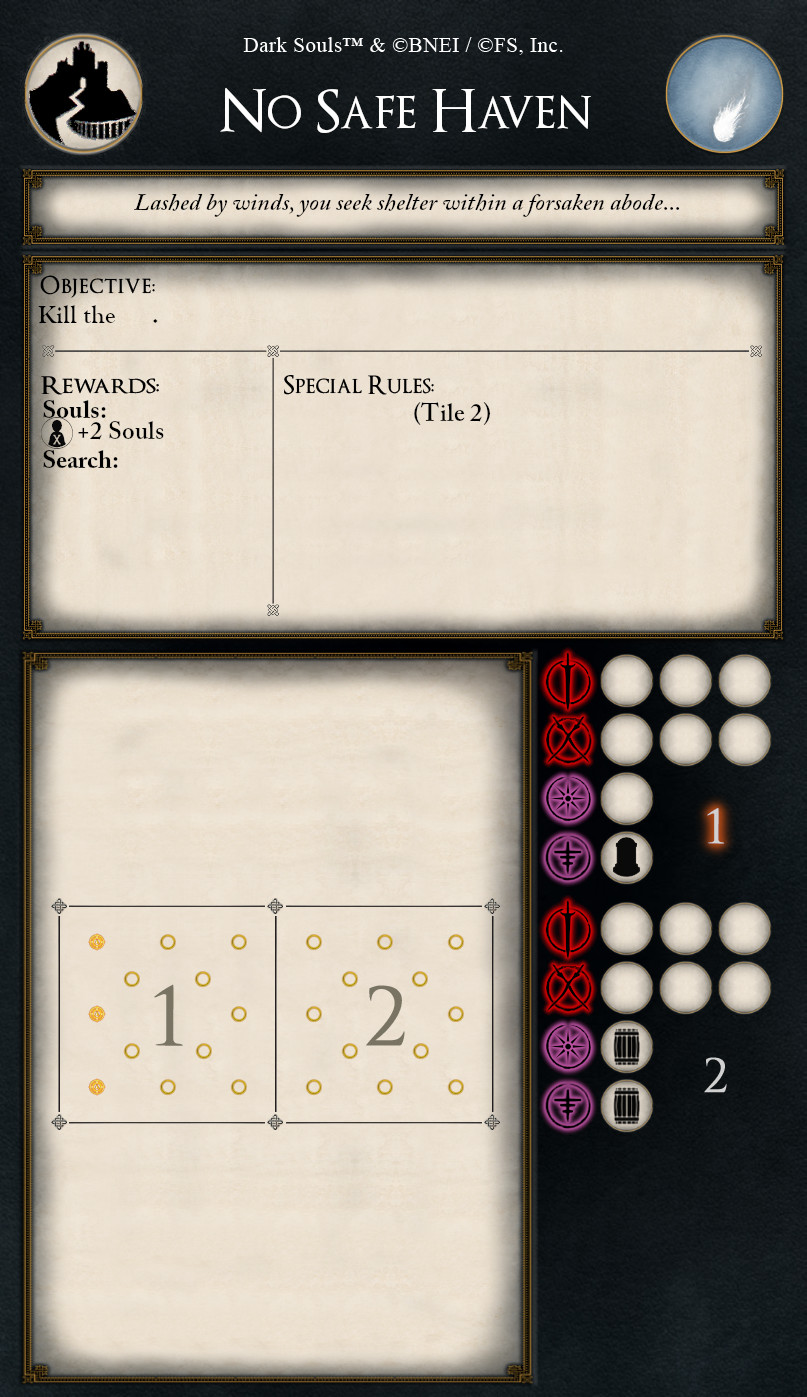 Dark Souls™ & ©BNEI / ©FS, Inc.
No Safe Haven
Lashed by winds, you seek shelter within a forsaken abode...
Objective:
Kill the .
Rewards:
Souls:
X +2 Souls
Search:
Special Rules:
(Tile 2)
1
2
1
2